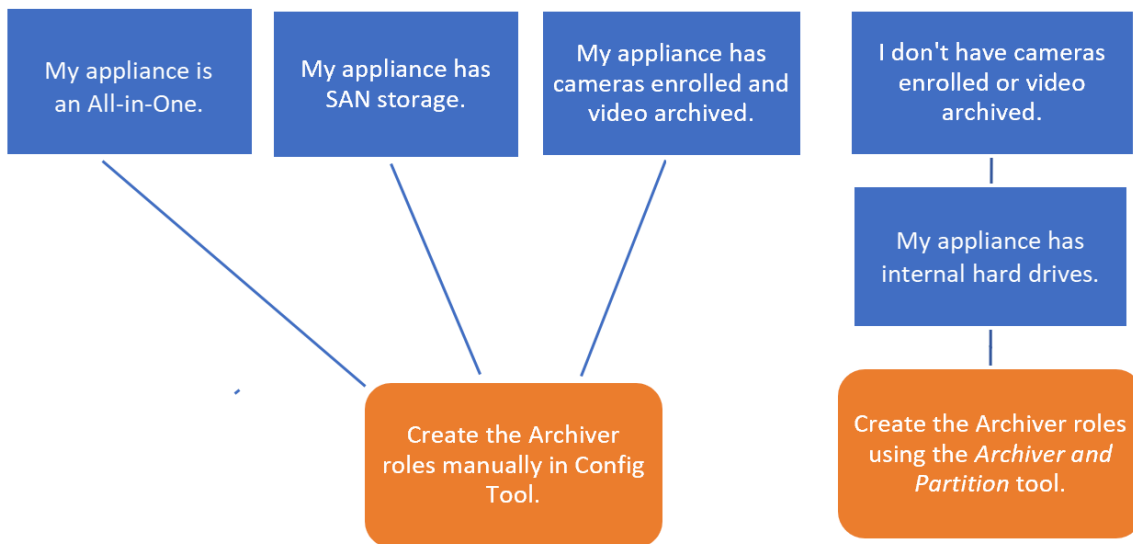 My appliance is
an All-in-One.
My appliance has
SAN storage.
My appliance has
cameras enrolled and
video archived.
I don't have cameras
enrolled or video
archived.
My appliance has
internal hard drives.
Create the Archiver
roles manually in Config
Tool.
Create the Archiver roles
using the Archiver and
Partition tool.